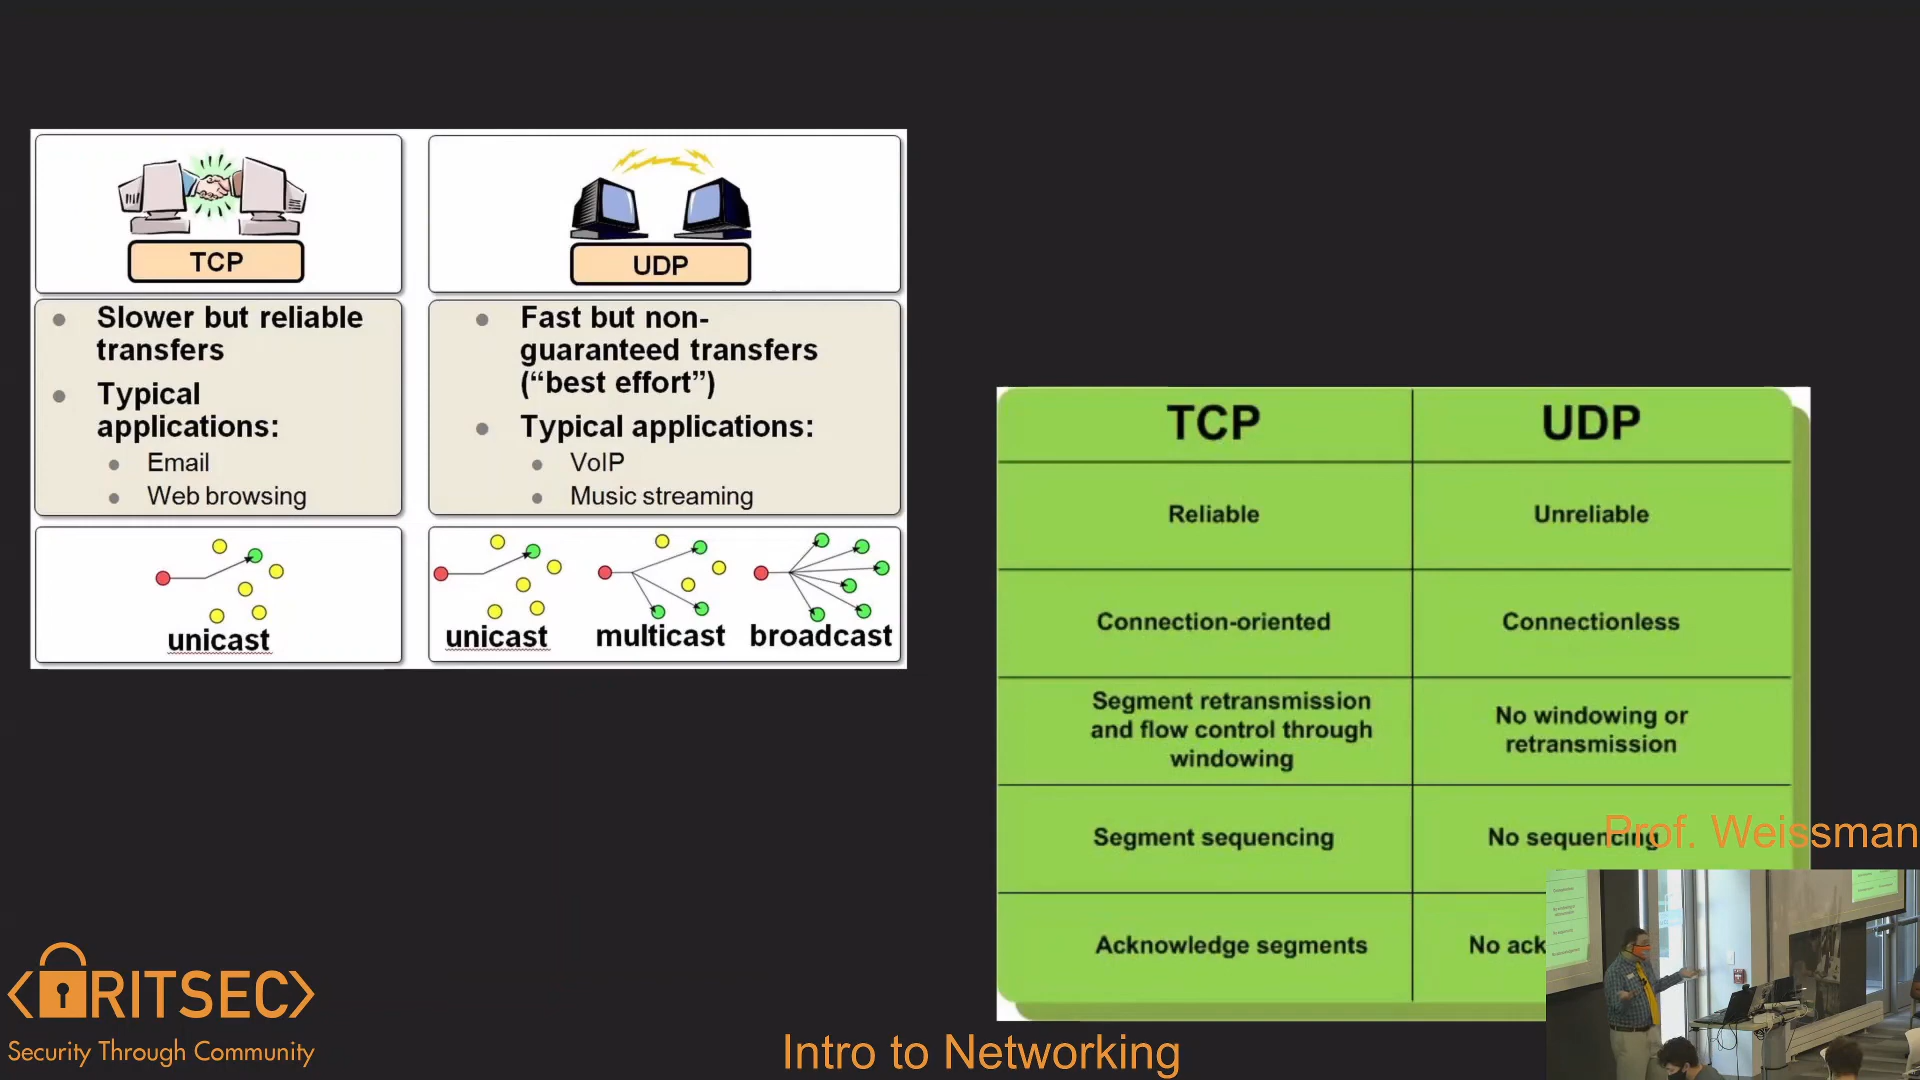 TCP
Slower but reliable
transfers
Typical
applications:
Email
Web browsing
unicast
UDP
Fast but non-
guaranteed transfers
(“best effort”)
Typical applications:
VoIP
Music streaming
unicast multicast broadcast
TCP UDP
Reliable Unreliable
Connection-oriented Connectionless
Segment retransmission
and flow control through
windowing
No windowing or
retransmission
Segment sequencing No sequencing
Acknowledge segments No ack
Prof. Weissman
RITSEC
Security Through Community
Intro to Networking